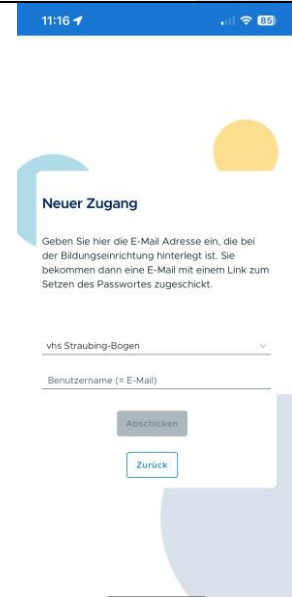 11:16
85
Neuer Zugang
Geben Sie hier die E-Mail Adresse ein, die bei
der Bildungseinrichtung hinterlegt ist. Sie
bekommen dann eine E-Mail mit einem Link zum
Setzen des Passwortes zugeschickt.
vhs Straubing-Bogen
Benutzername (= E-Mail)
Abschicken
Zurück